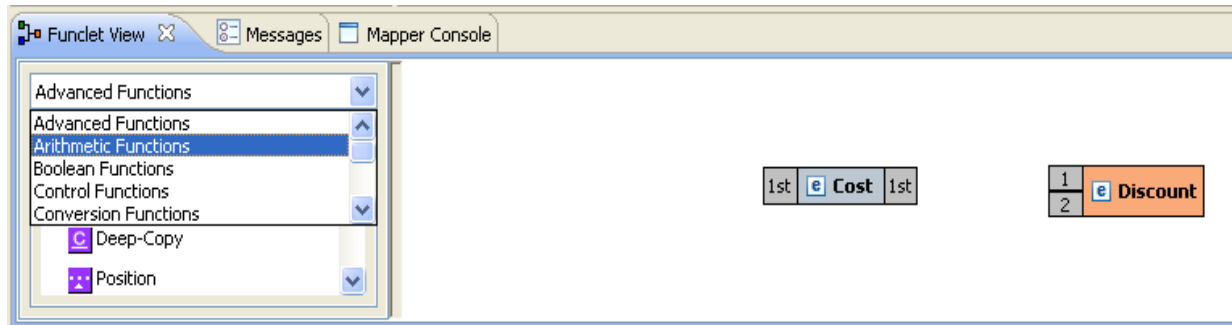 Funclet View Messages Mapper Console
Advanced Functions
Advanced Functions
Arithmetic Functions
Boolean Functions
Control Functions
Conversion Functions
C Deep-Copy
Position
1st e Cost 1st
1
2
e Discount